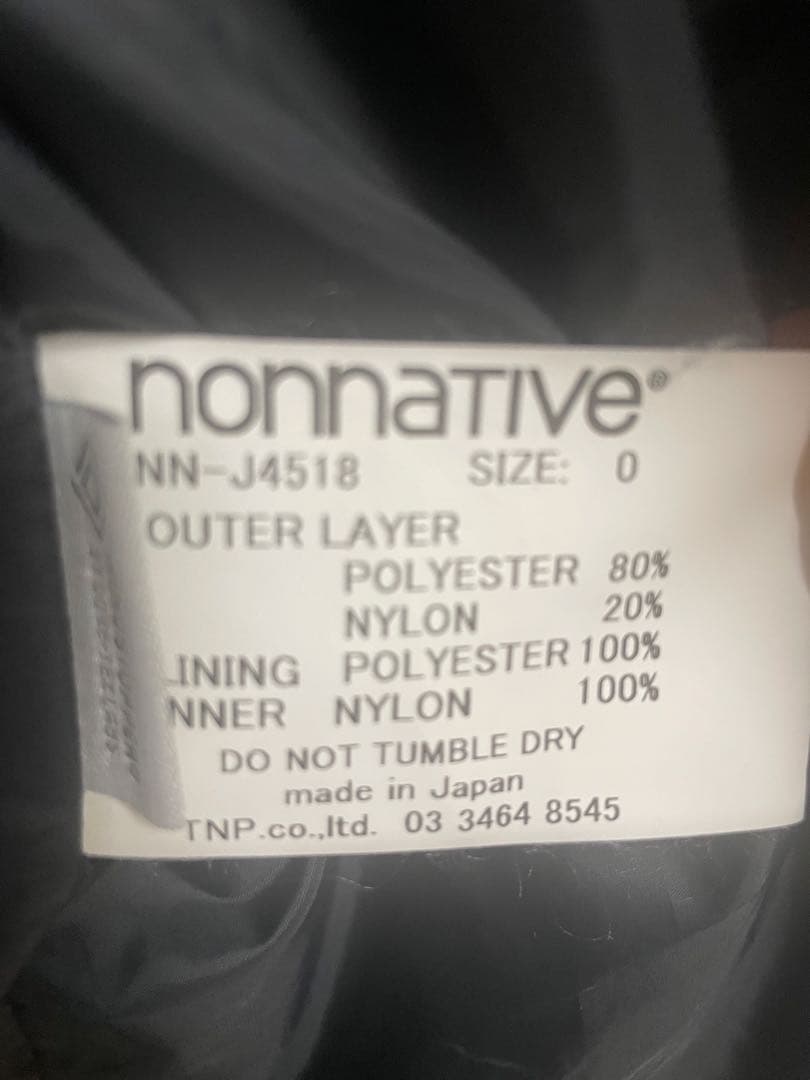 nonnaTIVe®
NN-J4518 SIZE: 0
OUTER LAYER
POLYESTER 80%
NYLON 20%
LINING POLYESTER 100%
NNER NYLON 100%
DO NOT TUMBLE DRY
made in Japan
TNP.co.,ltd. 03 3464 8545